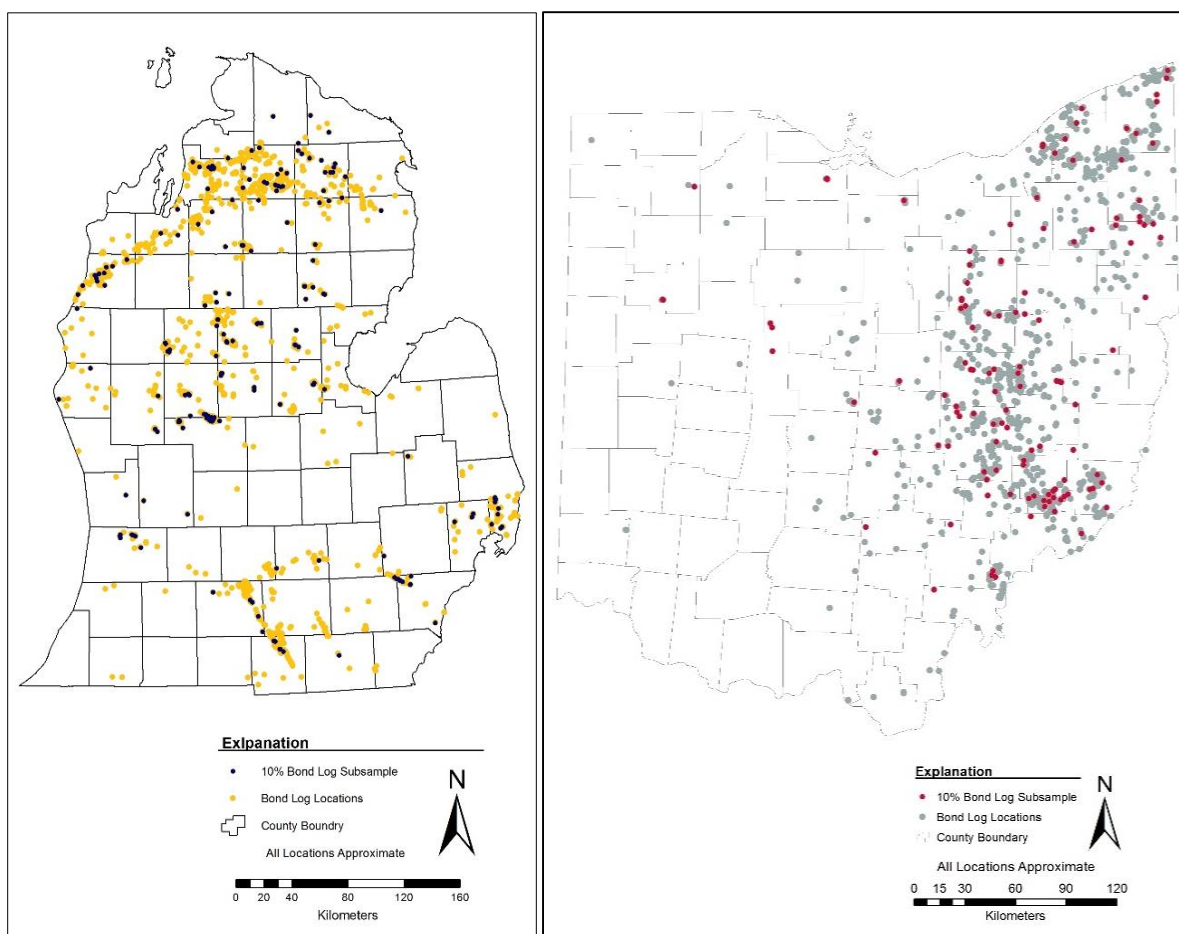 Exlpanation
10% Bond Log Subsample
Bond Log Locations
County Boundry
All Locations Approximate
N
0 20 40 80 120 160
Kilometers
Explanation
10% Bond Log Subsample
Bond Log Locations
County Boundary
All Locations Approximate
N
0 15 30 60 90 120
Kilometers